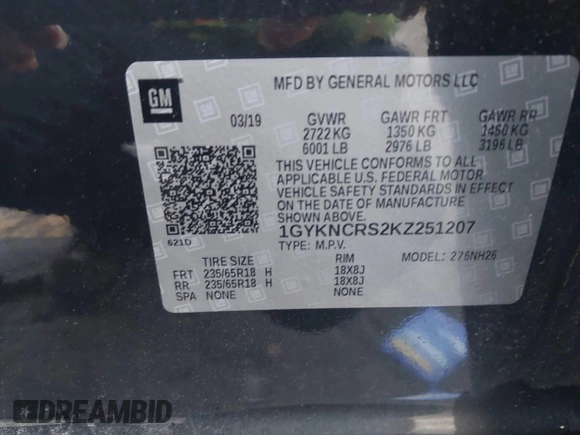 GM
MFD BY GENERAL MOTORS LLC
03/19 GVWR GAWR FRT GAWR RR
2722 KG 1350 KG 1450 KG
6001 LB 2976 LB 3196 LB
THIS VEHICLE CONFORMS TO ALL
APPLICABLE U.S. FEDERAL MOTOR
VEHICLE SAFETY STANDARDS IN EFFECT
ON THE DATE OF MANUFACTURE
SHOWN ABOVE.
621D
1GYKNCRS2KZ251207
TYPE: M.P.V. MODEL: 276NH26
TIRE SIZE RIM
FRT 235/65R18 H 18X8J
RR 235/65R18 H 18X8J
SPA NONE NONE
DREAMBID